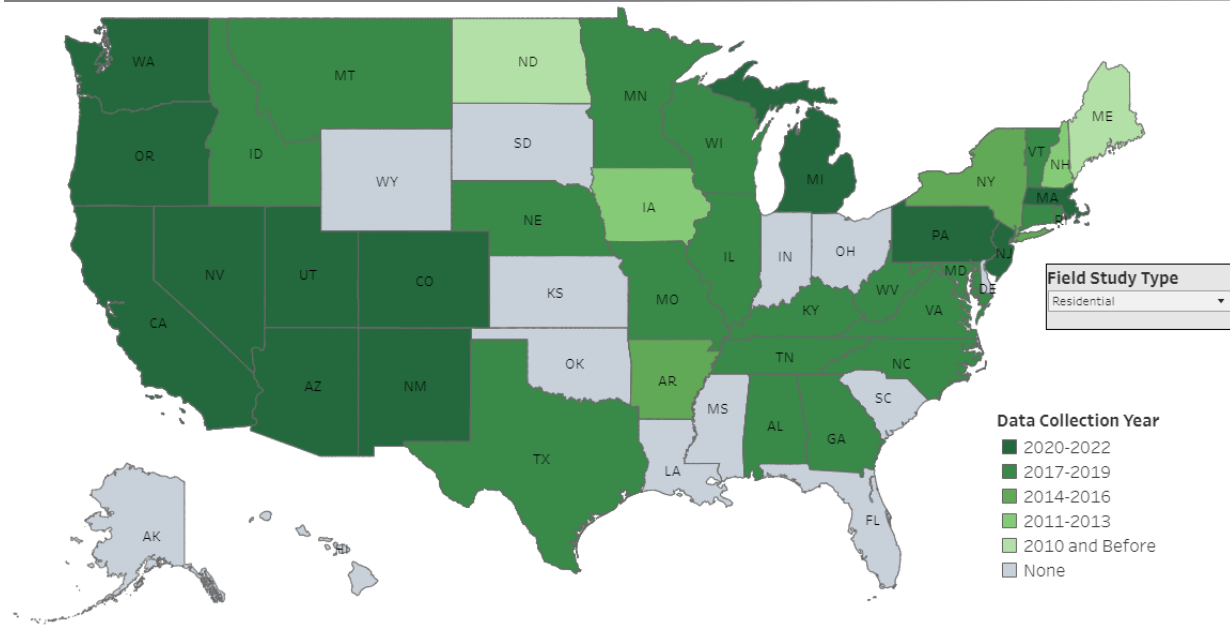 WA
MT
ND
MN
ME
OR
ID
SD
WI
VT
NH
WY
MI
NY
MA
RI
IA
NE
PA
NJ
NV
UT
CO
IL
IN
OH
MD
DE
Field Study Type
Residential
KS
MO
WV
VA
CA
KY
AZ
NM
OK
AR
TN
NC
MS
SC
AL
GA
TX
LA
FL
Data Collection Year
2020-2022
2017-2019
2014-2016
2011-2013
2010 and Before
None
AK
HI